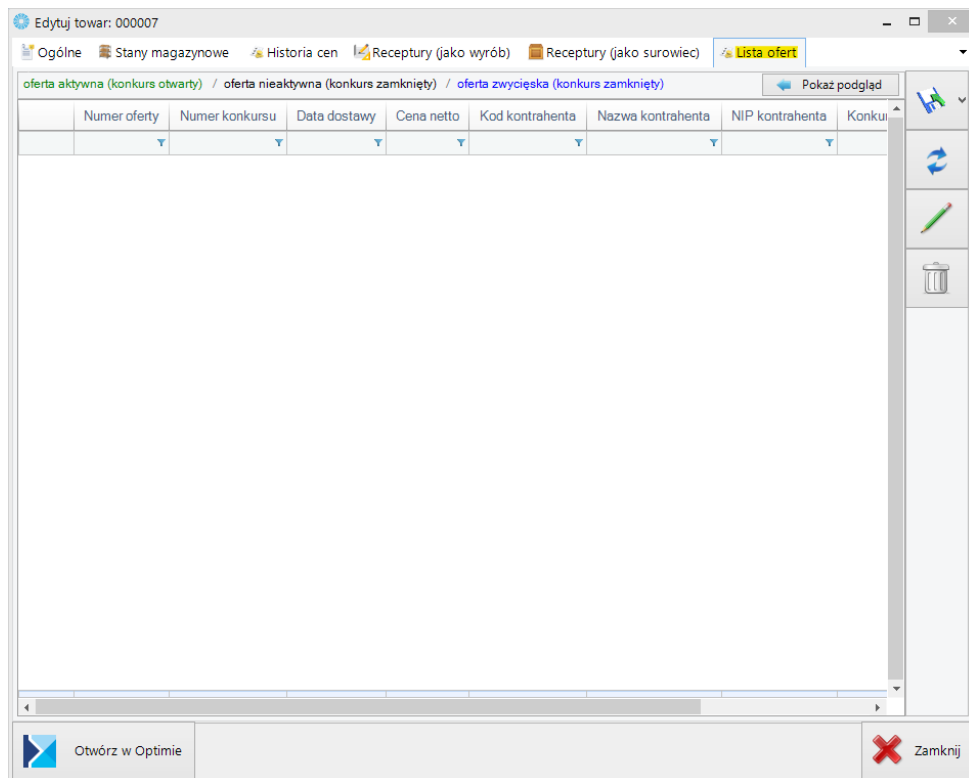 Edytuj towar: 000007
Ogólne Stany magazynowe Historia cen Receptury (jako wyrób) Receptury (jako surowiec) Lista ofert
oferta aktywna (konkurs otwarty) / oferta nieaktywna (konkurs zamknięty) / oferta zwycięska (konkurs zamknięty) Pokaż podgląd
Numer oferty Numer konkursu Data dostawy Cena netto Kod kontrahenta Nazwa kontrahenta NIP kontrahenta Konku
Otwórz w Optimie Zamknij